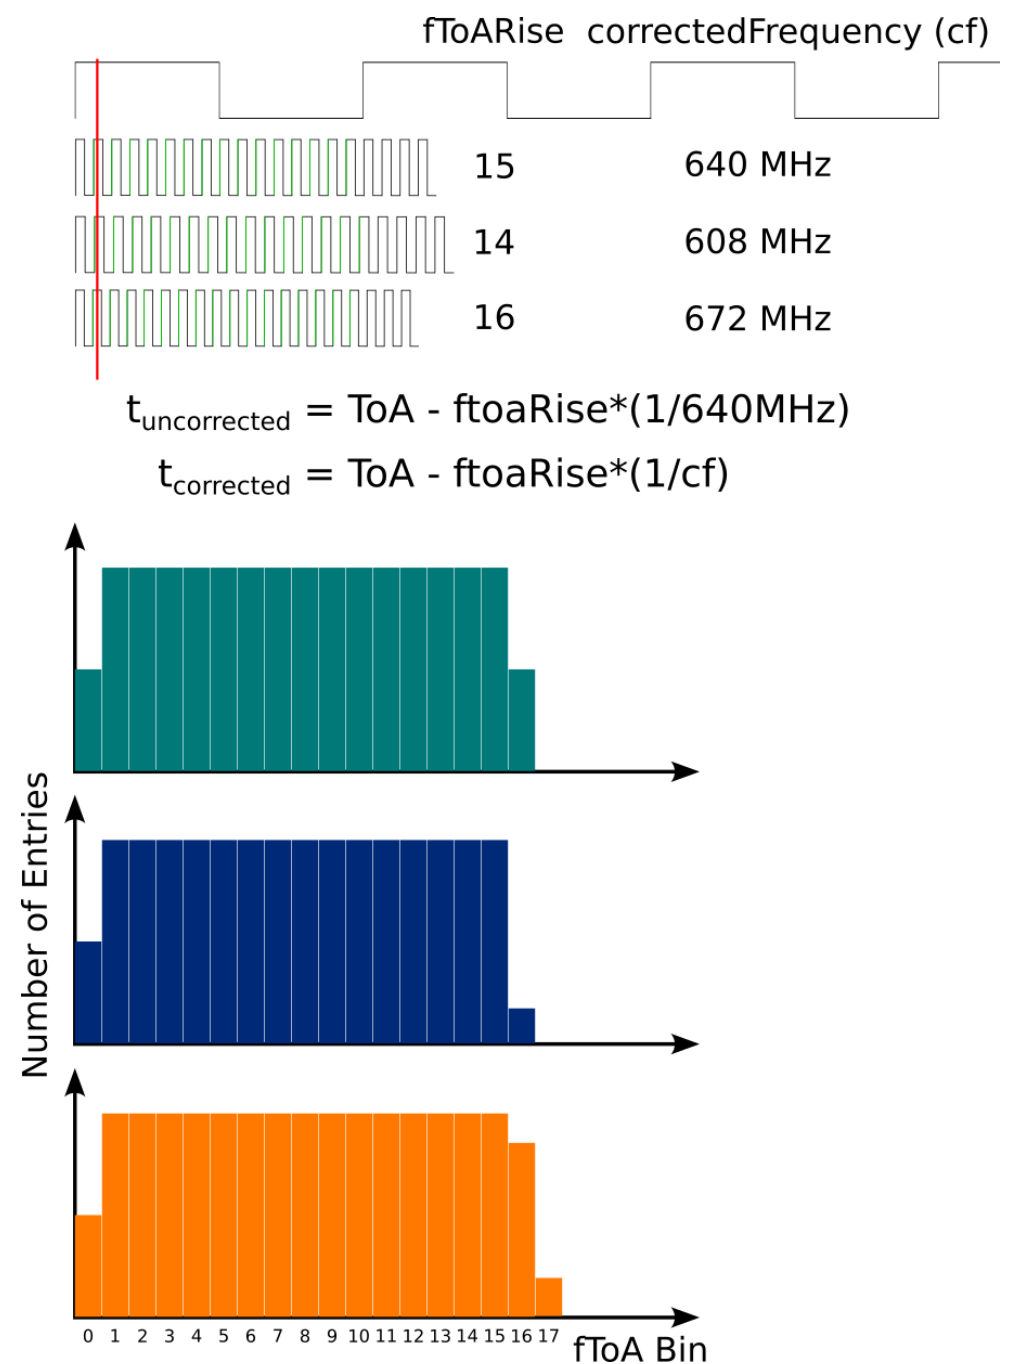 fToARise correctedFrequency (cf)
15 640 MHz
14 608 MHz
16 672 MHz
tuncorrected = ToA - ftoaRise*(1/640MHz)
tcorrected = ToA - ftoaRise*(1/cf)
Number of Entries
0 1 2 3 4 5 6 7 8 9 10 11 12 13 14 15 16 17
fToA Bin